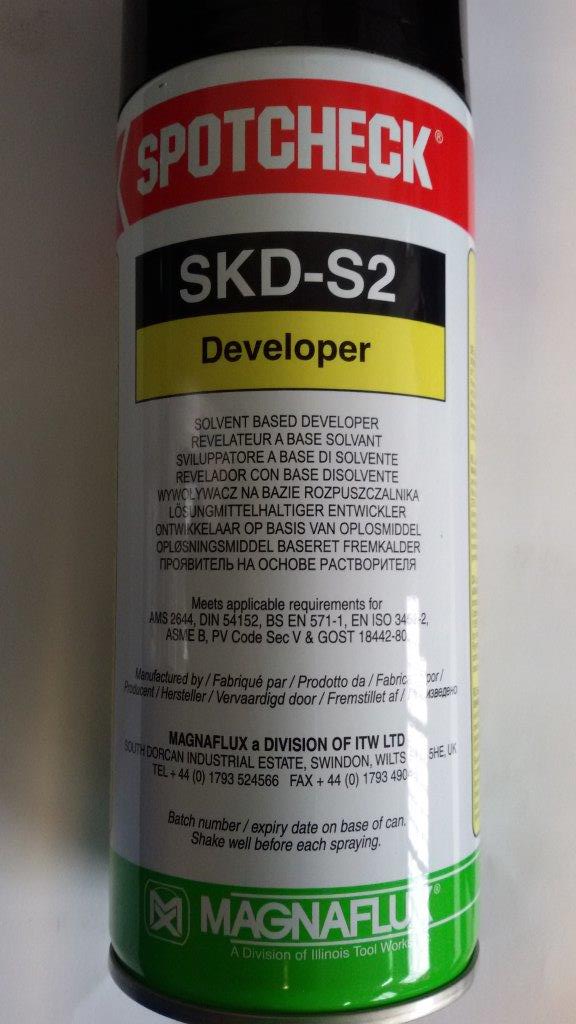 SPOTCHECK®
SKD-S2
Developer
SOLVENT BASED DEVELOPER
REVELATEUR A BASE SOLVANT
SVILUPPATORE A BASE DI SOLVENTE
REVELADOR CON BASE DISOLVENTE
WYWOŁYWACZ NA BAZIE ROZPUSZCZALNIKA
LÖSUNGMITTELHALTIGER ENTWICKLER
ONTWIKKELAAR OP BASIS VAN OPLOSMIDDEL
OPLØSNINGSMIDDEL BASERET FREMKALDER
ПРОЯВИТЕЛЬ НА ОСНОВЕ РАСТВОРИТЕЛЯ
Meets applicable requirements for
AMS 2644, DIN 54152, BS EN 571-1, EN ISO
ASME B, PV Code Sec V & GOST 18442-80.
Manufactured by / Fabriqué par / Prodotto da / por /
Producent / Hersteller / Vervaardigd door / Fremstillet af /
MAGNAFLUX a DIVISION OF ITW LTD
SOUTH DORCAN INDUSTRIAL ESTATE, SWINDON, WILTS 5HE, UK
TEL + 44 (0) 1793 524566 FAX + 44 (0) 1793
Batch number / expiry date on base of can.
Shake well before each spraying.
MAGNAFLUX®
A Division of Illinois Tool Works